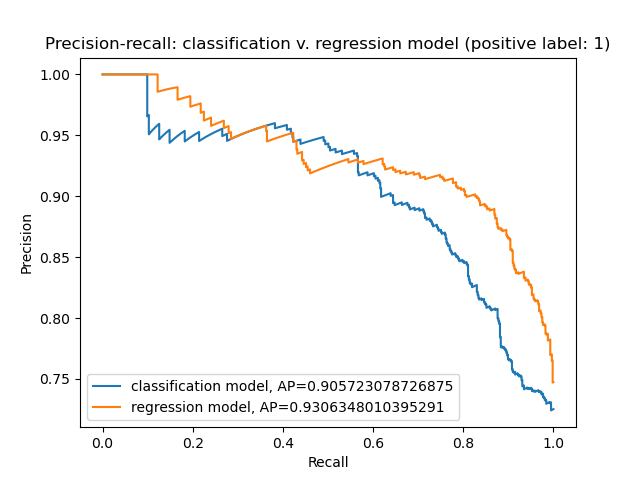 Precision-recall: classification v. regression model (positive label: 1)
1.00
0.95
0.90
0.85
0.80
0.75
Precision
classification model, AP=0.905723078726875
regression model, AP=0.9306348010395291
0.0 0.2 0.4 0.6 0.8 1.0
Recall